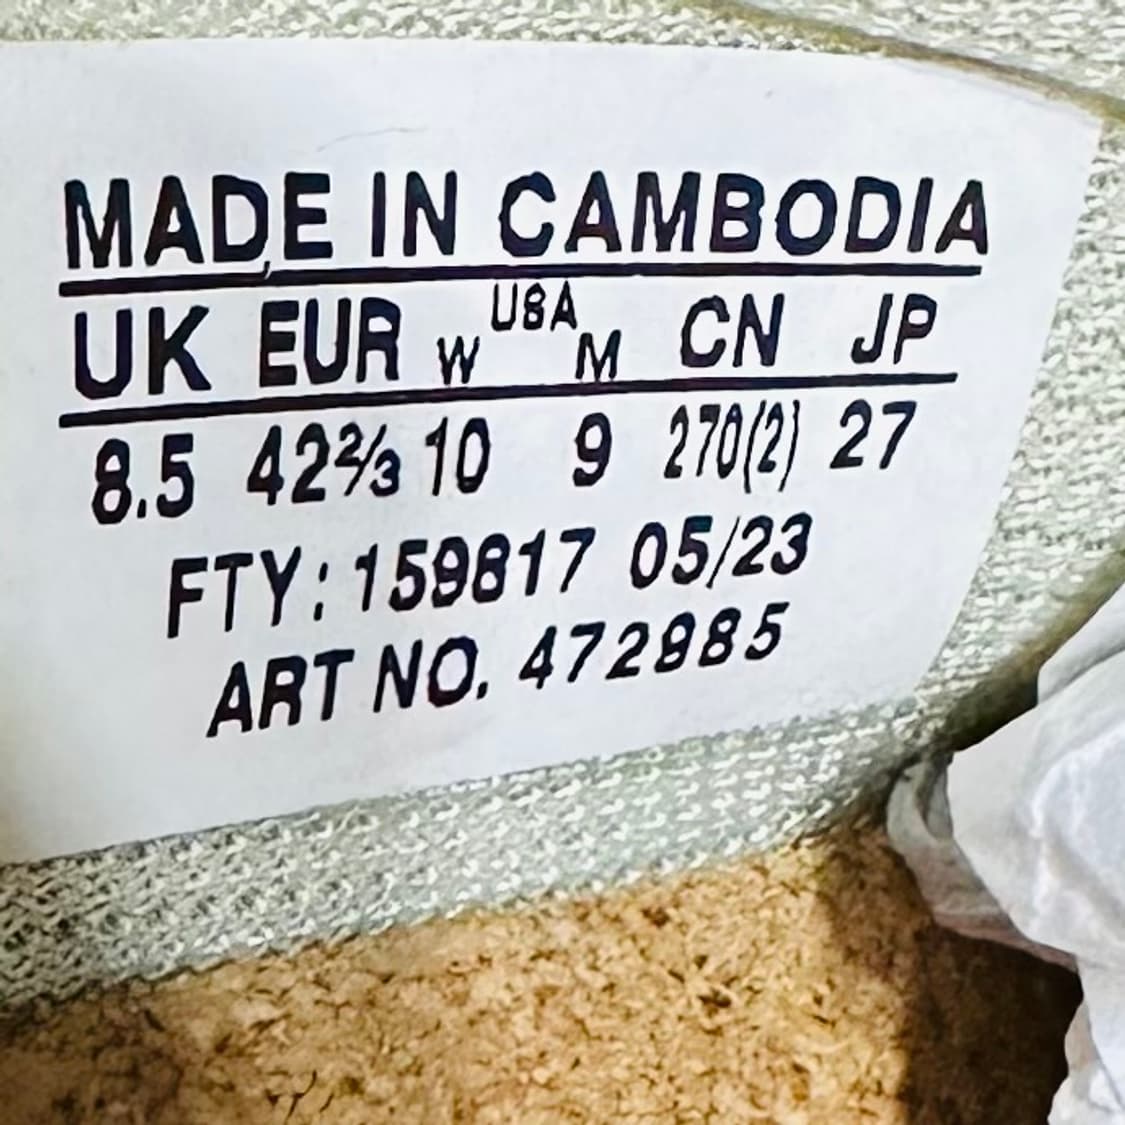 MADE IN CAMBODIA
UK EUR W USA M CN JP
8.5 42⅔ 10 9 270(2) 27
FTY: 159817 05/23
ART NO. 472985